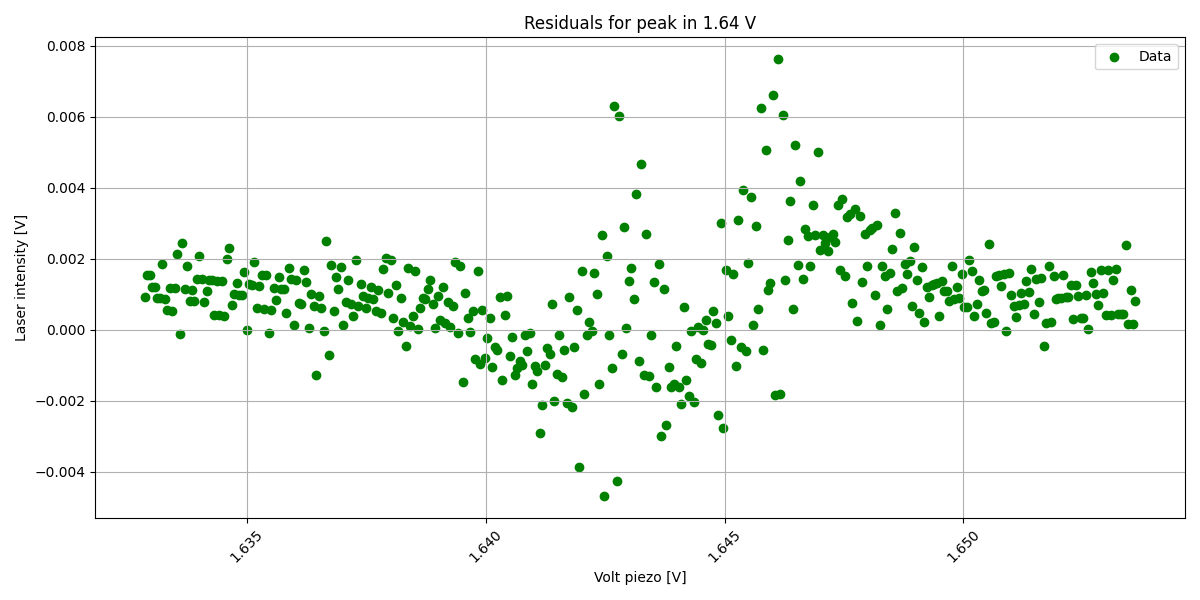 Residuals for peak in 1.64 V
Data
Laser intensity [V]
0.008
0.006
0.004
0.002
0.000
−0.002
−0.004
1.635
1.640
1.645
1.650
Volt piezo [V]